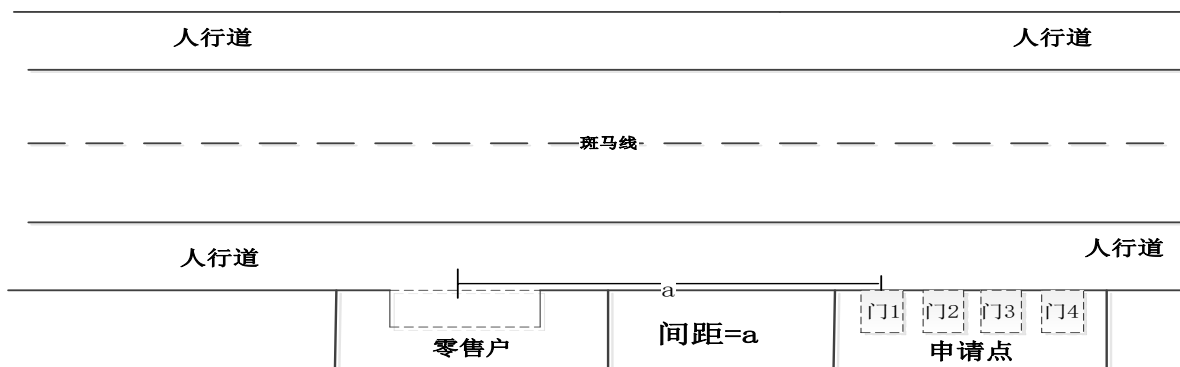 人行道 人行道
斑马线
人行道 人行道
a
门1 门2 门3 门4
间距=a
零售户 申请点